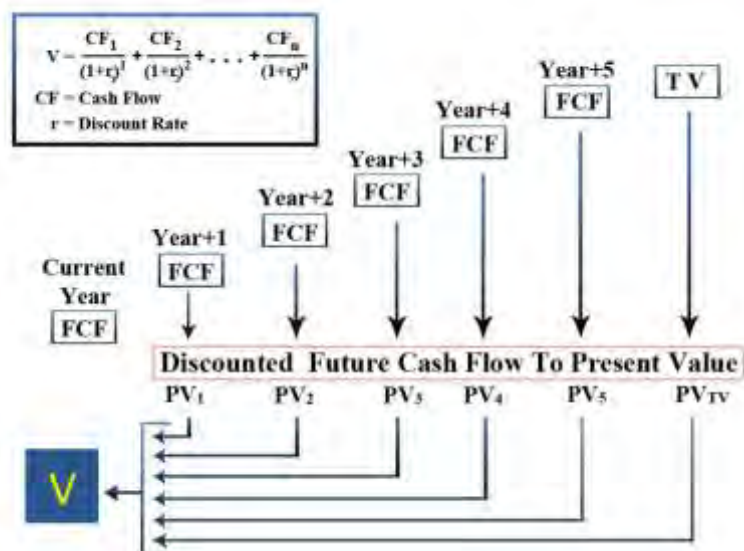 V = CF₁/(1+r)¹ + CF₂/(1+r)² + . . . + CFₙ/(1+r)ⁿ
CF = Cash Flow
r = Discount Rate
Current
Year
FCF
Year+1
FCF
Year+2
FCF
Year+3
FCF
Year+4
FCF
Year+5
FCF
T V
Discounted Future Cash Flow To Present Value
PV₁ PV₂ PV₃ PV₄ PV₅ PVTV
V